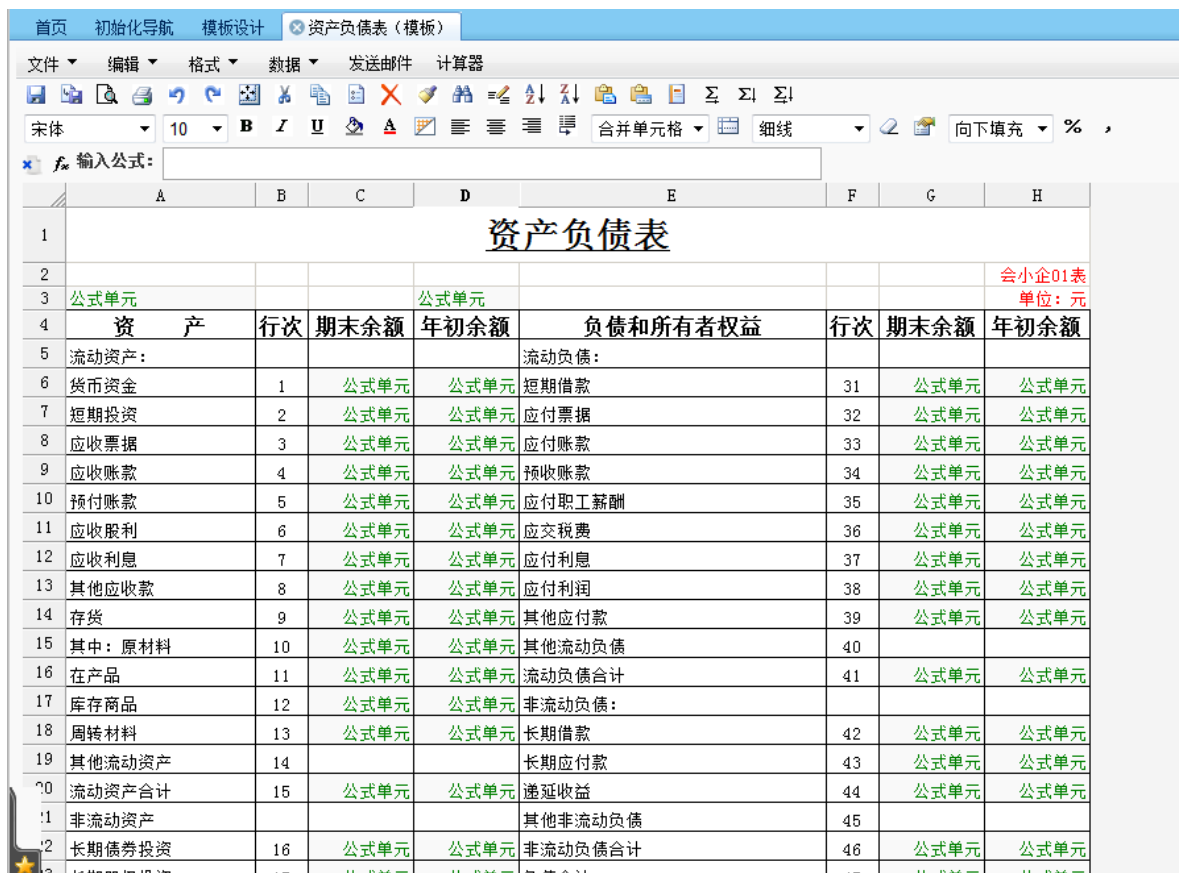 首页 初始化导航 模板设计 资产负债表（模板）
文件 编辑 格式 数据 发送邮件 计算器
宋体 10 B I U A 合并单元格 细线 向下填充 % ,
fx 输入公式：
A B C D E F G H
1 资产负债表
2 会小企01表
3 公式单元 公式单元 单位：元
4 资 产 行次 期末余额 年初余额 负债和所有者权益 行次 期末余额 年初余额
5 流动资产： 流动负债：
6 货币资金 1 公式单元 公式单元 短期借款 31 公式单元 公式单元
7 短期投资 2 公式单元 公式单元 应付票据 32 公式单元 公式单元
8 应收票据 3 公式单元 公式单元 应付账款 33 公式单元 公式单元
9 应收账款 4 公式单元 公式单元 预收账款 34 公式单元 公式单元
10 预付账款 5 公式单元 公式单元 应付职工薪酬 35 公式单元 公式单元
11 应收股利 6 公式单元 公式单元 应交税费 36 公式单元 公式单元
12 应收利息 7 公式单元 公式单元 应付利息 37 公式单元 公式单元
13 其他应收款 8 公式单元 公式单元 应付利润 38 公式单元 公式单元
14 存货 9 公式单元 公式单元 其他应付款 39 公式单元 公式单元
15 其中：原材料 10 公式单元 公式单元 其他流动负债 40
16 在产品 11 公式单元 公式单元 流动负债合计 41 公式单元 公式单元
17 库存商品 12 公式单元 公式单元 非流动负债：
18 周转材料 13 公式单元 公式单元 长期借款 42 公式单元 公式单元
19 其他流动资产 14 长期应付款 43 公式单元 公式单元
20 流动资产合计 15 公式单元 公式单元 递延收益 44 公式单元 公式单元
21 非流动资产 其他非流动负债 45
22 长期债券投资 16 公式单元 公式单元 非流动负债合计 46 公式单元 公式单元